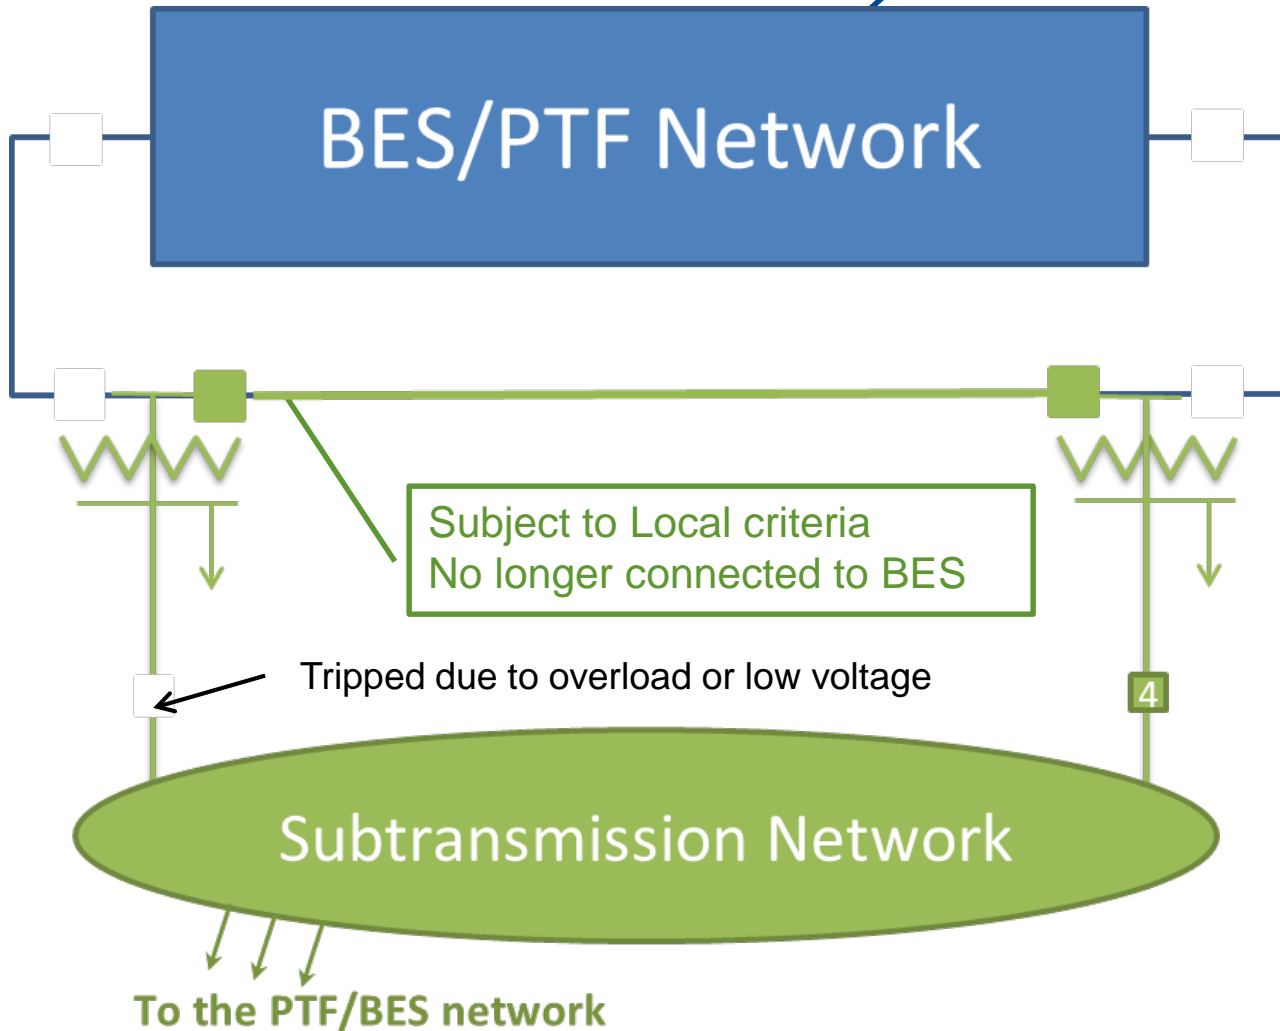 BES/PTF Network
Subject to Local criteria
No longer connected to BES
Tripped due to overload or low voltage
4
Subtransmission Network
To the PTF/BES network